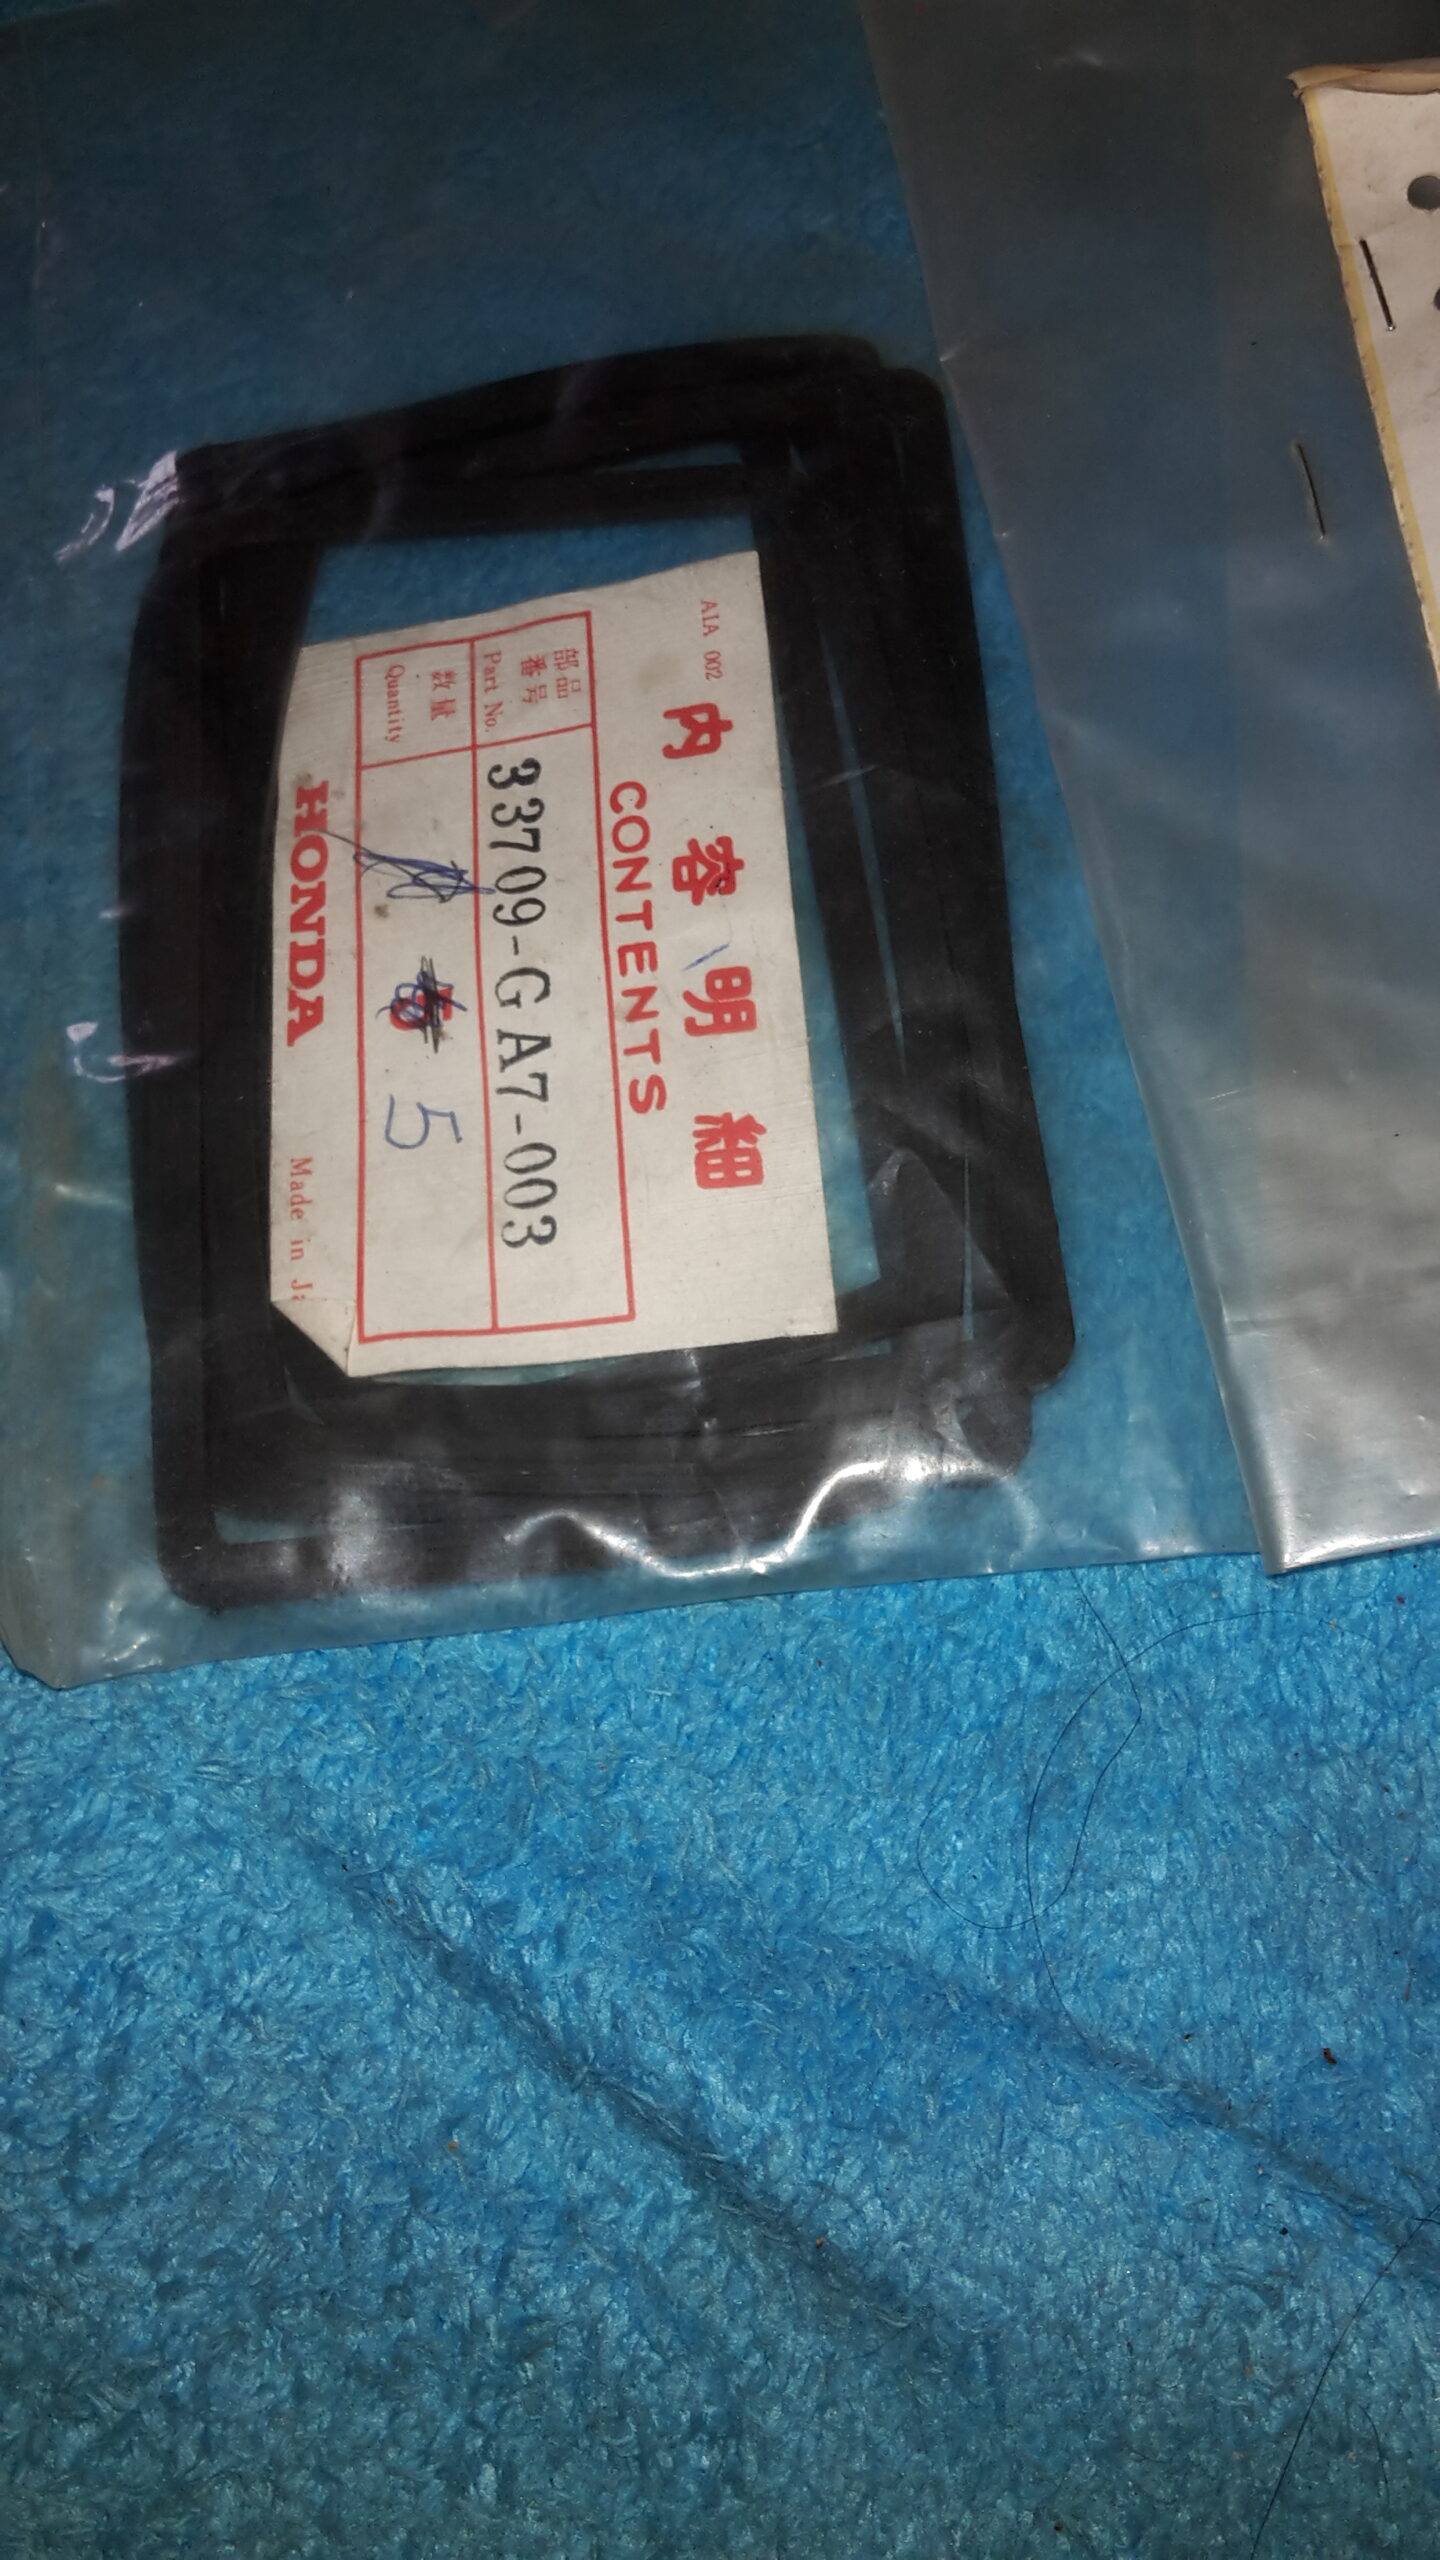 AIA 002
内容明細
CONTENTS
部品
番号
Part No.
33709-GA7-003
数量
Quantity
5
HONDA
Made in Ja